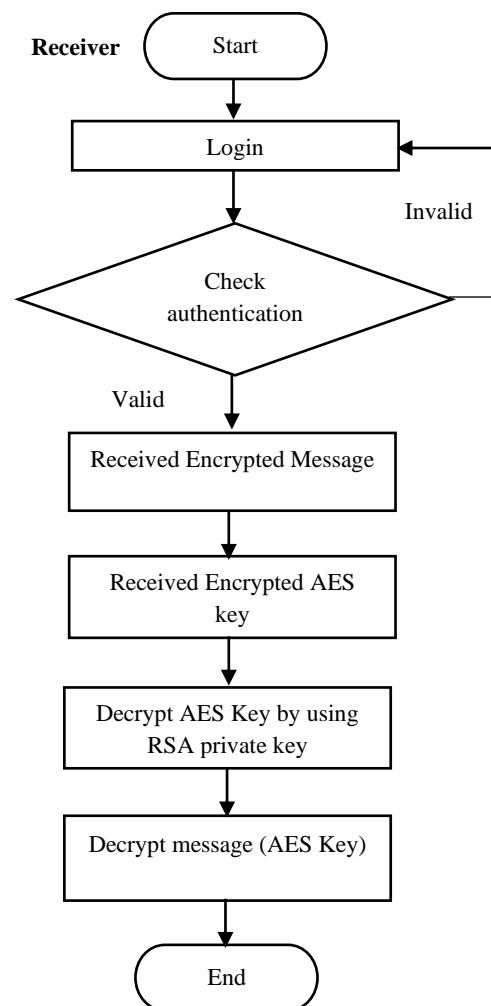 Receiver
Start
Login
Invalid
Check
authentication
Valid
Received Encrypted Message
Received Encrypted AES
key
Decrypt AES Key by using
RSA private key
Decrypt message (AES Key)
End